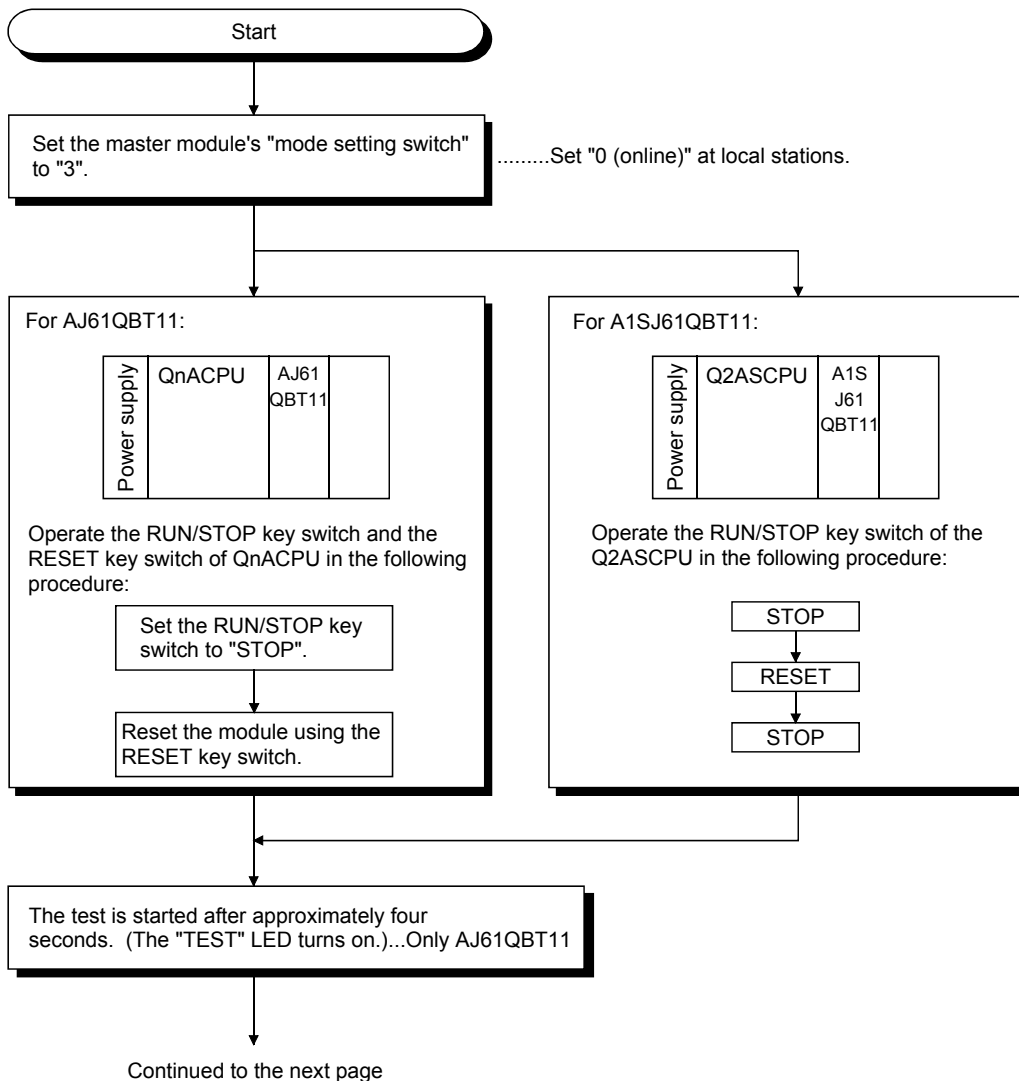 Start
Set the master module's "mode setting switch"
to "3".
.........Set "0 (online)" at local stations.
For AJ61QBT11:
Power supply
QnACPU
AJ61
QBT11
Operate the RUN/STOP key switch and the
RESET key switch of QnACPU in the following
procedure:
Set the RUN/STOP key
switch to "STOP".
Reset the module using the
RESET key switch.
For A1SJ61QBT11:
Power supply
Q2ASCPU
A1S
J61
QBT11
Operate the RUN/STOP key switch of the
Q2ASCPU in the following procedure:
STOP
RESET
STOP
The test is started after approximately four
seconds.  (The "TEST" LED turns on.)...Only AJ61QBT11
Continued to the next page